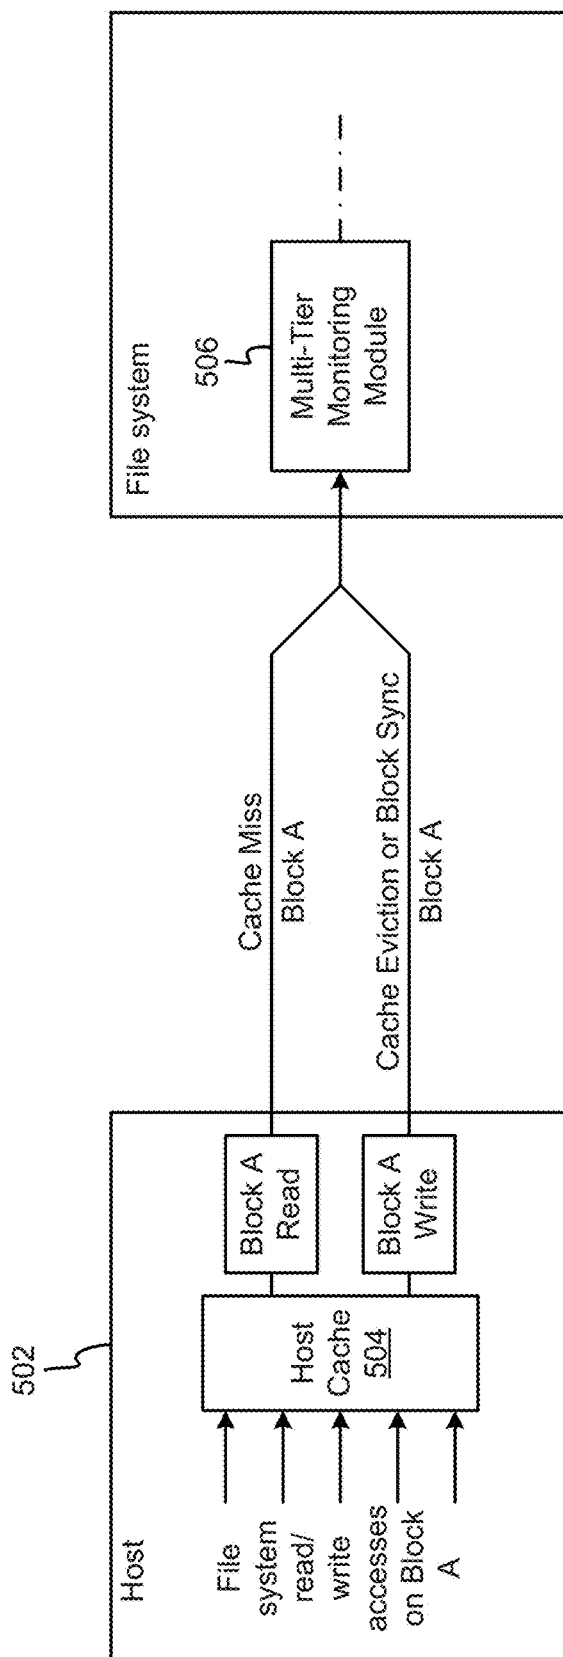 Host
502
File
system
read/
write
accesses
on Block
A
Host
Cache
504
Block A
Read
Block A
Write
Cache Miss
Block A
Cache Eviction or Block Sync
Block A
File system
506
Multi-Tier
Monitoring
Module